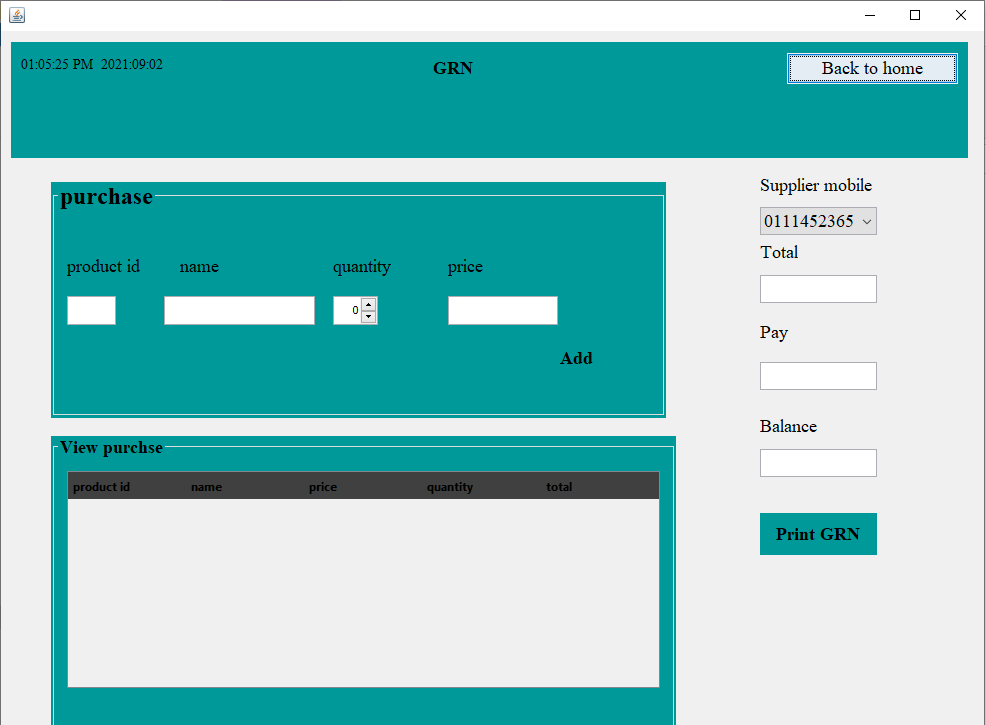 01:05:25 PM 2021:09:02
GRN
Back to home
purchase
product id name quantity price
0
Add
Supplier mobile
0111452365
Total
Pay
Balance
Print GRN
View purchse
product id name price quantity total